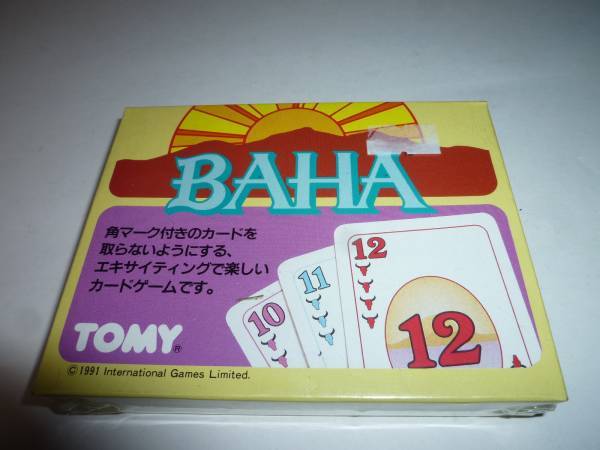 BAHA
角マーク付きのカードを
取らないようにする、
エキサイティングで楽しい
カードゲームです。
10
11
12
12
TOMY®
©1991 International Games Limited.